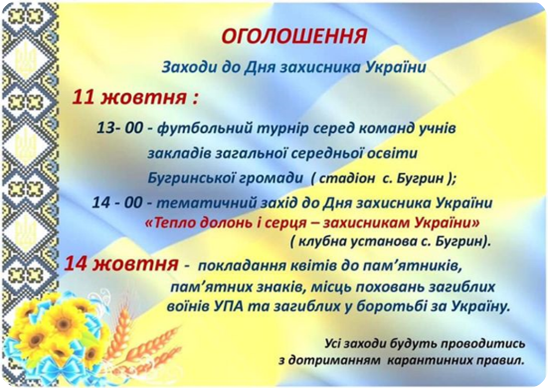 ОГОЛОШЕННЯ
Заходи до Дня захисника України
11 жовтня :
13- 00 - футбольний турнір серед команд учнів
закладів загальної середньої освіти
Бугринської громади ( стадіон с. Бугрин );
14 - 00 - тематичний захід до Дня захисника України
«Тепло долонь і серця – захисникам України»
( клубна установа с. Бугрин).
14 жовтня - покладання квітів до пам'ятників,
пам'ятних знаків, місць поховань загиблих
воїнів УПА та загиблих у боротьбі за Україну.
Усі заходи будуть проводитись
з дотриманням карантинних правил.